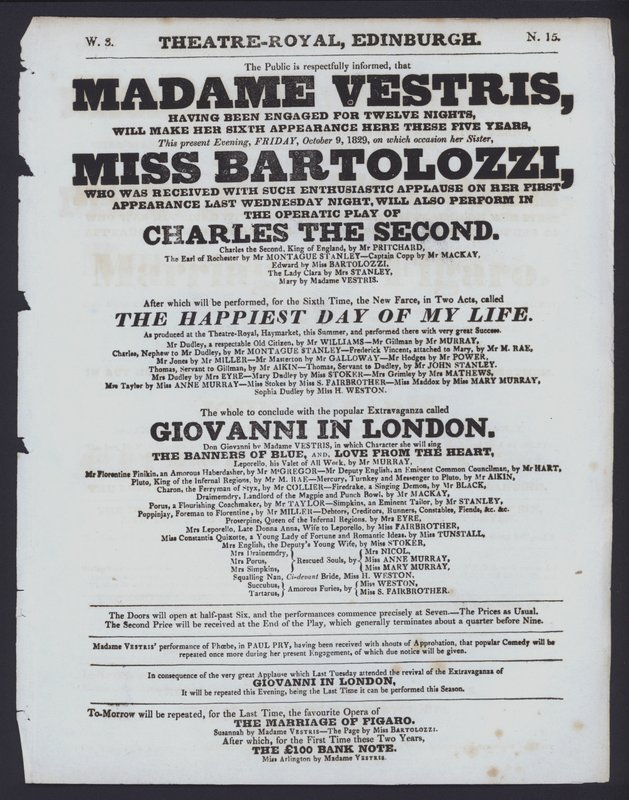 W. 3. THEATRE-ROYAL, EDINBURGH. N. 15.
The Public is respectfully informed, that
MADAME VESTRIS,
HAVING BEEN ENGAGED FOR TWELVE NIGHTS,
WILL MAKE HER SIXTH APPEARANCE HERE THESE FIVE YEARS,
This present Evening, FRIDAY, October 9, 1829, on which occasion her Sister,
MISS BARTOLOZZI,
WHO WAS RECEIVED WITH SUCH ENTHUSIASTIC APPLAUSE ON HER FIRST
APPEARANCE LAST WEDNESDAY NIGHT, WILL ALSO PERFORM IN
THE OPERATIC PLAY OF
CHARLES THE SECOND.
Charles the Second, King of England, by Mr PRITCHARD,
The Earl of Rochester by Mr MONTAGUE STANLEY—Captain Copp by Mr MACKAY,
Edward by Miss BARTOLOZZI.
The Lady Clara by Mrs STANLEY,
Mary by Madame VESTRIS.
After which will be performed, for the Sixth Time, the New Farce, in Two Acts, called
THE HAPPIEST DAY OF MY LIFE.
As produced at the Theatre-Royal, Haymarket, this Summer, and performed there with very great Success.
Mr Dudley, a respectable Old Citizen, by Mr WILLIAMS—Mr Gillman by Mr MURRAY,
Charles, Nephew to Mr Dudley, by Mr MONTAGUE STANLEY—Frederick Vincent, attached to Mary, by Mr M. RAE,
Mr Jones by Mr MILLER—Mr Masterton by Mr GALLOWAY—Mr Hodges by Mr POWER,
Thomas, Servant to Gillman, by Mr AIKIN—Thomas, Servant to Dudley, by Mr JOHN STANLEY.
Mrs Dudley by Mrs EYRE—Mary Dudley by Miss STOKER—Mrs Grimley by Mrs MATHEWS,
Mrs Taylor by Miss ANNE MURRAY—Miss Stokes by Miss S. FAIRBROTHER—Miss Maddox by Miss MARY MURRAY,
Sophia Dudley by Miss H. WESTON.
The whole to conclude with the popular Extravaganza called
GIOVANNI IN LONDON.
Don Giovanni by Madame VESTRIS, in which Character she will sing
THE BANNERS OF BLUE, AND, LOVE FROM THE HEART,
Leporello, his Valet of All Work, by Mr MURRAY,
Mr Florentine Finikin, an Amorous Haberdasher, by Mr McGREGOR—Mr Deputy English, an Eminent Common Councilman, by Mr HART,
Pluto, King of the Infernal Regions, by Mr M. RAE—Mercury, Turnkey and Messenger to Pluto, by Mr AIKIN,
Charon, the Ferryman of Styx, by Mr COLLIER—Firedrake, a Singing Demon, by Mr BLACK,
Drainemdry, Landlord of the Magpie and Punch Bowl, by Mr MACKAY,
Porus, a Flourishing Coachmaker, by Mr TAYLOR—Simpkins, an Eminent Tailor, by Mr STANLEY,
Poppinjay, Foreman to Florentine, by Mr MILLER—Debtors, Creditors, Runners, Constables, Fiends, &c. &c.
Proserpine, Queen of the Infernal Regions, by Mrs EYRE,
Mrs Leporello, Late Donna Anna, Wife to Leporello, by Miss FAIRBROTHER,
Miss Constantia Quixotte, a Young Lady of Fortune and Romantic Ideas, by Miss TUNSTALL,
Mrs English, the Deputy's Young Wife, by Miss STOKER,
Mrs Drainemdry, Mrs NICOL,
Mrs Porus, Rescued Souls, by Miss ANNE MURRAY,
Mrs Simpkins, Miss MARY MURRAY,
Squalling Nan, Ci-devant Bride, Miss H. WESTON,
Succubus, Miss WESTON,
Tartarus, Amorous Furies, by Miss S. FAIRBROTHER.
The Doors will open at half-past Six, and the performances commence precisely at Seven.—The Prices as Usual.
The Second Price will be received at the End of the Play, which generally terminates about a quarter before Nine.
Madame VESTRIS' performance of Phœbe, in PAUL PRY, having been received with shouts of Approbation, that popular Comedy will be
repeated once more during her present Engagement, of which due notice will be given.
In consequence of the very great Applause which Last Tuesday attended the revival of the Extravaganza of
GIOVANNI IN LONDON,
It will be repeated this Evening, being the Last Time it can be performed this Season.
To-Morrow will be repeated, for the Last Time, the favourite Opera of
THE MARRIAGE OF FIGARO.
Susannah by Madame VESTRIS—The Page by Miss BARTOLOZZI.
After which, for the First Time these Two Years,
THE £100 BANK NOTE.
Miss Arlington by Madame VESTRIS.